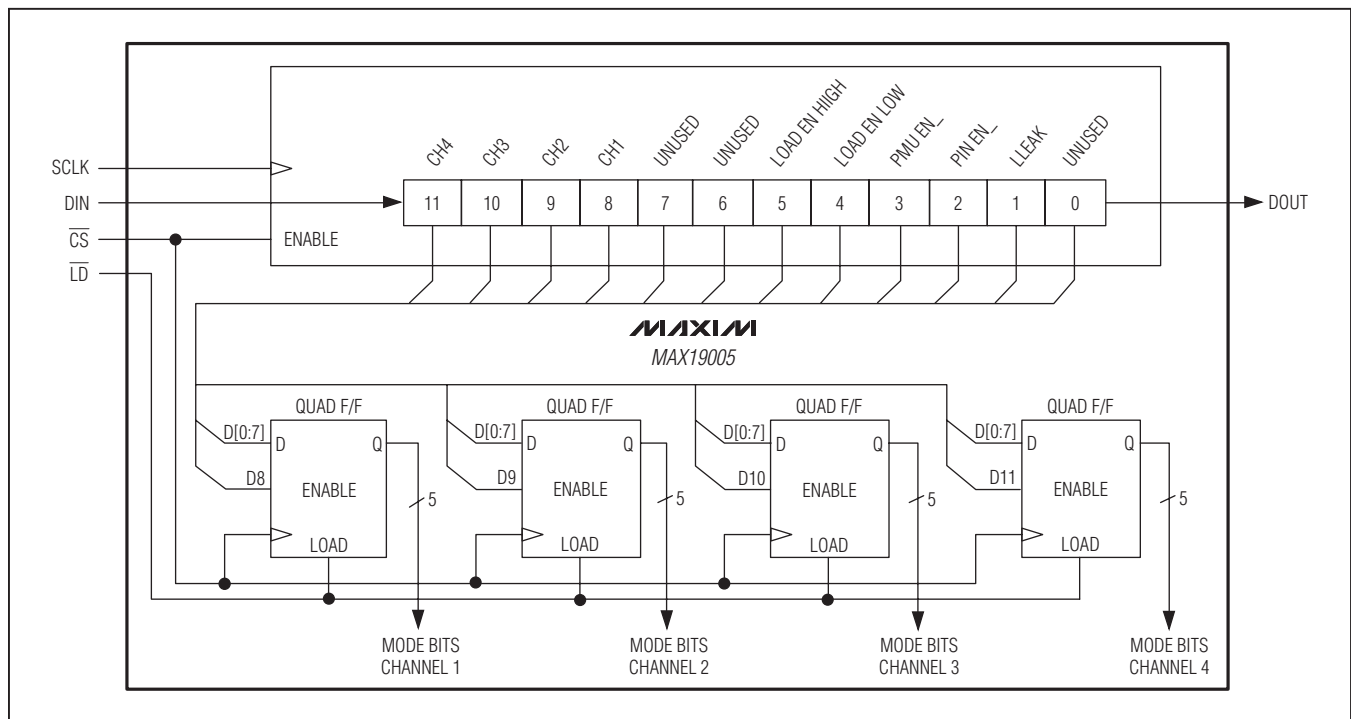 CH4
CH3
CH2
CH1
UNUSED
UNUSED
LOAD EN HIIGH
LOAD EN LOW
PMU EN_
PIN EN_
LLEAK
UNUSED
SCLK
DIN
11 10 9 8 7 6 5 4 3 2 1 0
DOUT
CS
ENABLE
LD
MAXIM
MAX19005
QUAD F/F QUAD F/F QUAD F/F QUAD F/F
D[0:7] D Q D[0:7] D Q D[0:7] D Q D[0:7] D Q
D8 ENABLE 5 D9 ENABLE 5 D10 ENABLE 5 D11 ENABLE 5
LOAD LOAD LOAD LOAD
MODE BITS
CHANNEL 1
MODE BITS
CHANNEL 2
MODE BITS
CHANNEL 3
MODE BITS
CHANNEL 4